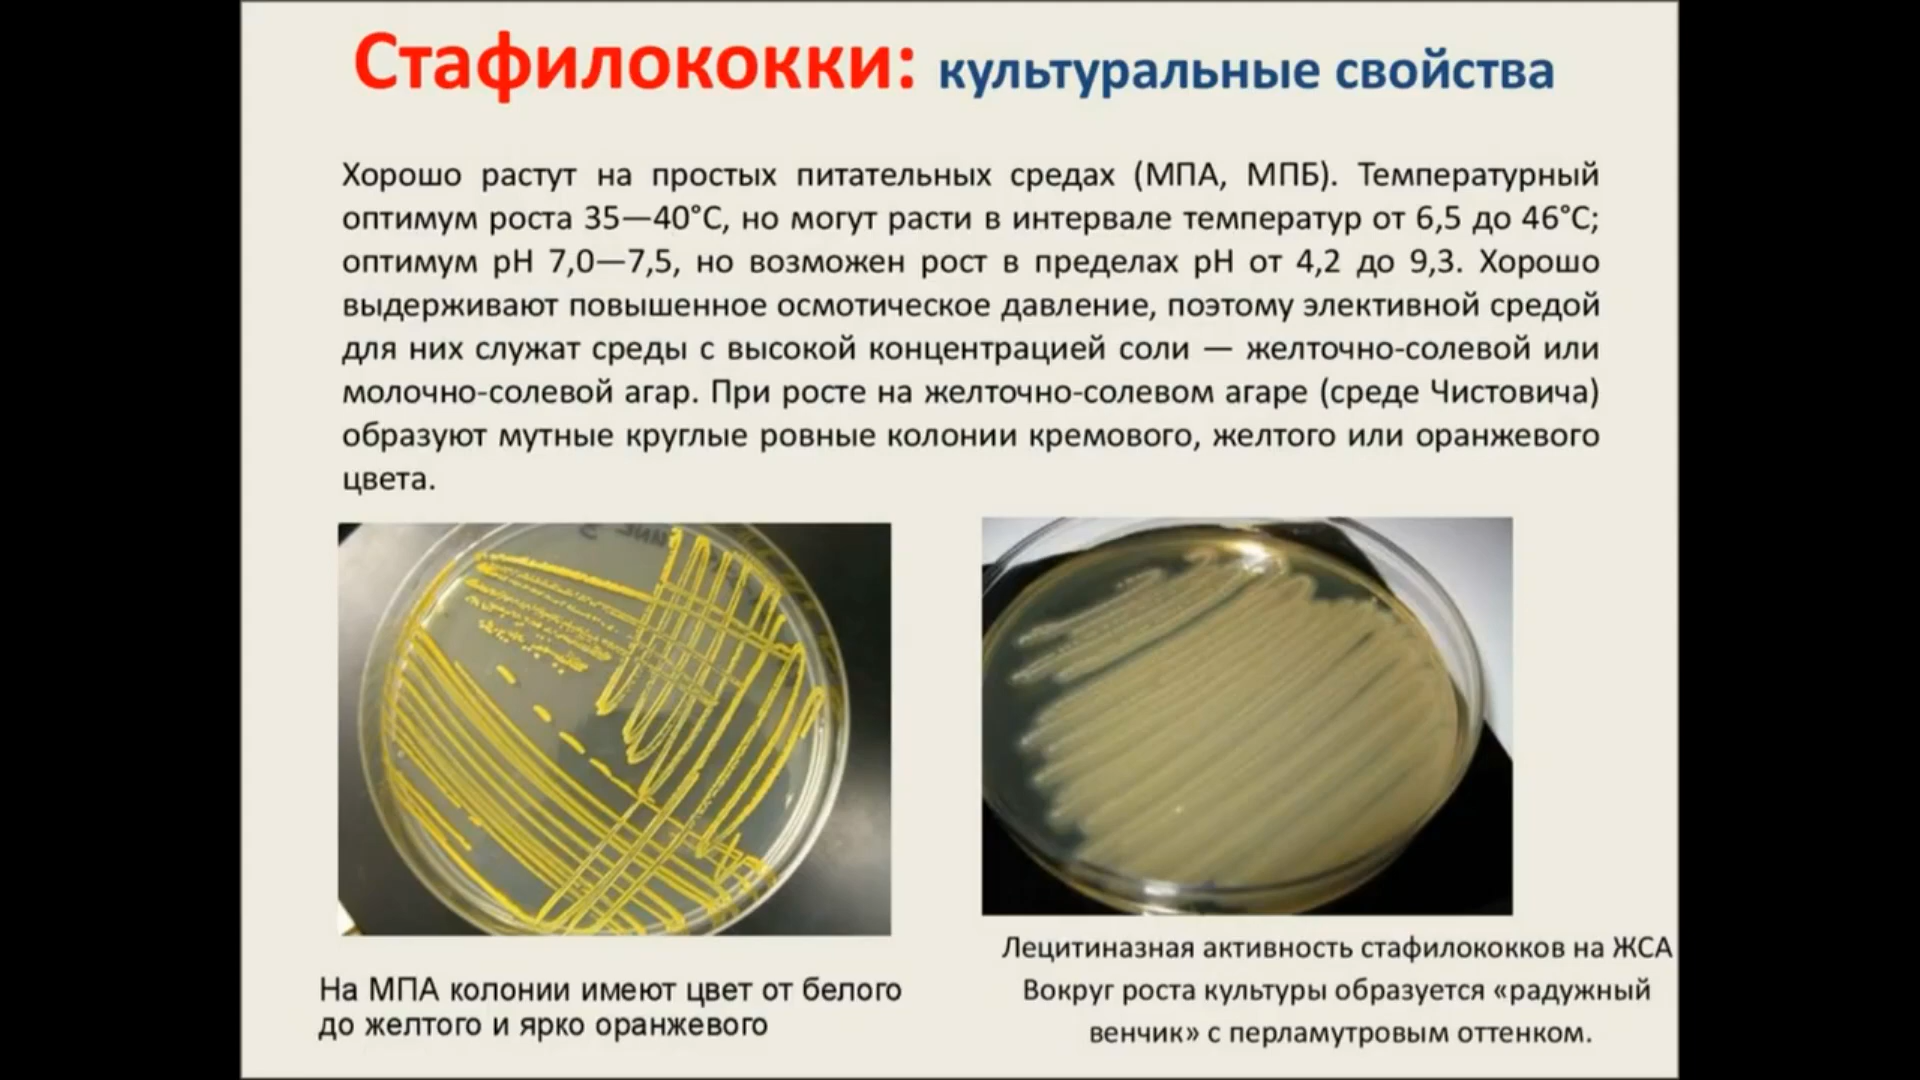 Стафилококки: культуральные свойства
Хорошо растут на простых питательных средах (МПА, МПБ). Температурный
оптимум роста 35—40°С, но могут расти в интервале температур от 6,5 до 46°С;
оптимум рН 7,0—7,5, но возможен рост в пределах рН от 4,2 до 9,3. Хорошо
выдерживают повышенное осмотическое давление, поэтому элективной средой
для них служат среды с высокой концентрацией соли — желточно-солевой или
молочно-солевой агар. При росте на желточно-солевом агаре (среде Чистовича)
образуют мутные круглые ровные колонии кремового, желтого или оранжевого
цвета.
На МПА колонии имеют цвет от белого
до желтого и ярко оранжевого
Лецитиназная активность стафилококков на ЖСА
Вокруг роста культуры образуется «радужный
венчик» с перламутровым оттенком.